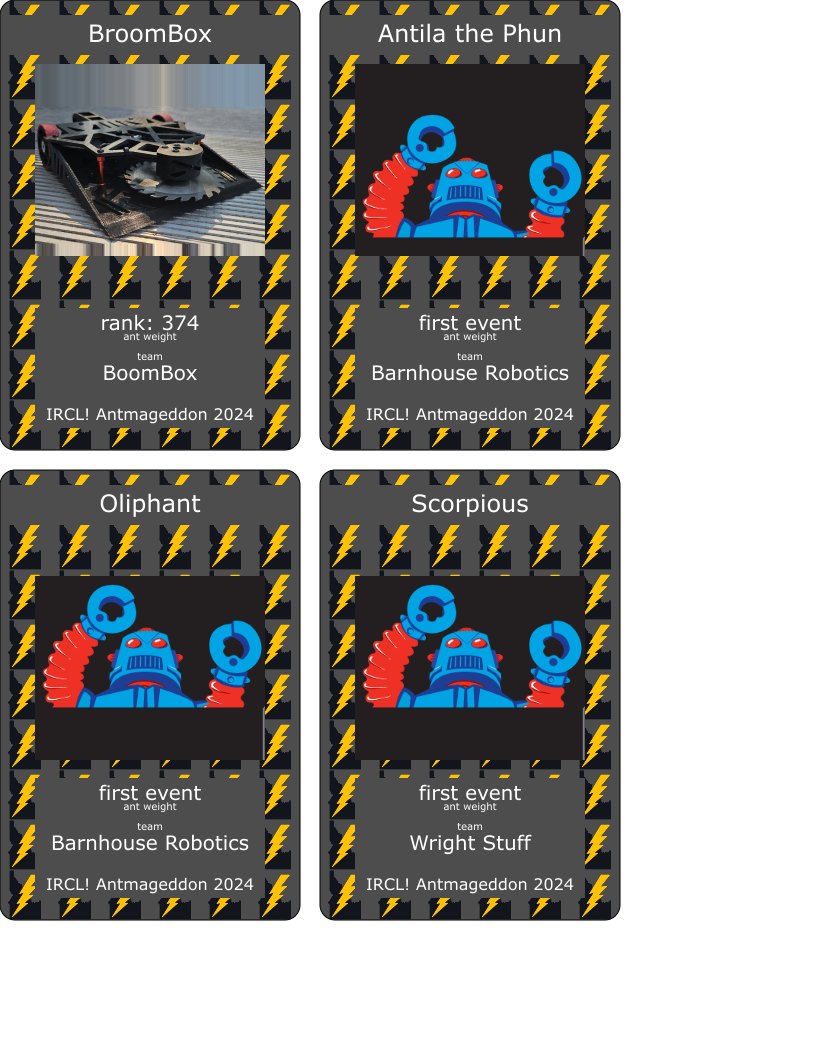 BroomBox
rank: 374
ant weight
team
BoomBox
IRCL! Antmageddon 2024
Antila the Phun
first event
ant weight
team
Barnhouse Robotics
IRCL! Antmageddon 2024
Oliphant
first event
ant weight
team
Barnhouse Robotics
IRCL! Antmageddon 2024
Scorpious
first event
ant weight
team
Wright Stuff
IRCL! Antmageddon 2024